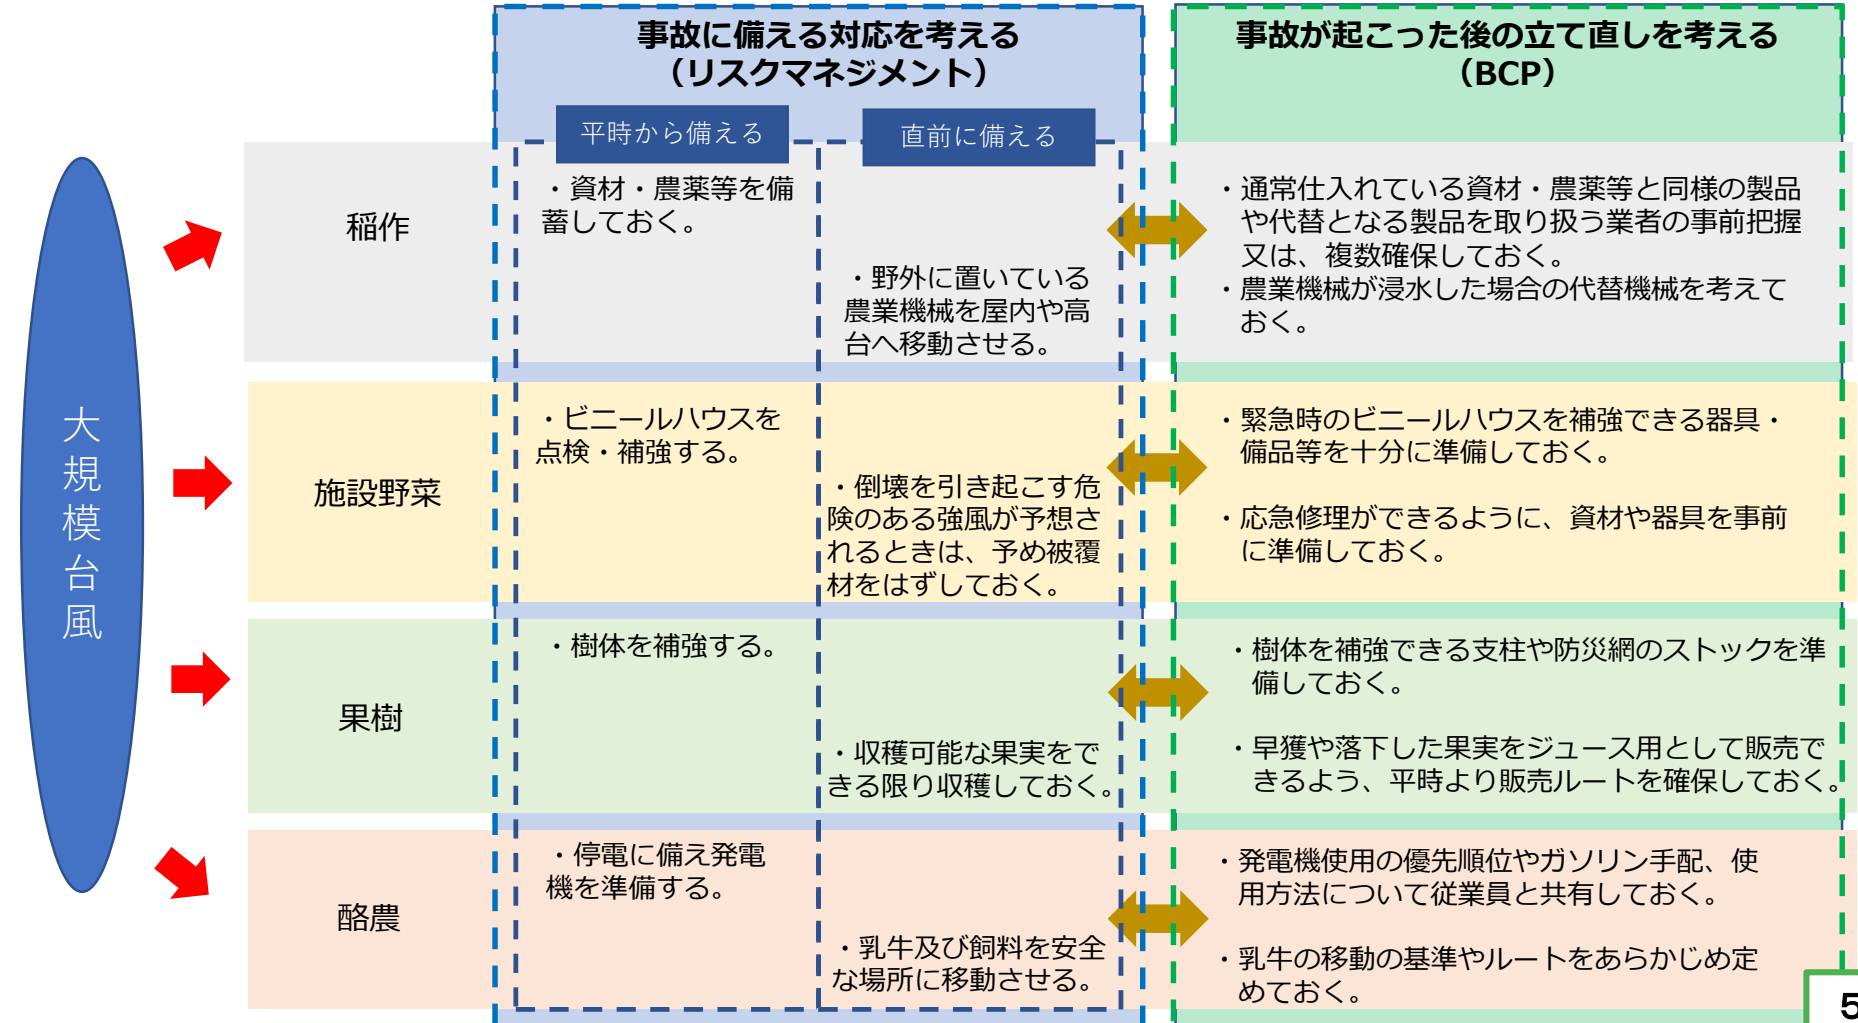 事故に備える対応を考える
（リスクマネジメント）
事故が起こった後の立て直しを考える
（BCP）
平時から備える
直前に備える
大規模台風
稲作
・資材・農薬等を備
蓄しておく。
・野外に置いている
農業機械を屋内や高
台へ移動させる。
・通常仕入れている資材・農薬等と同様の製品
や代替となる製品を取り扱う業者の事前把握
又は、複数確保しておく。
・農業機械が浸水した場合の代替機械を考えて
おく。
施設野菜
・ビニールハウスを
点検・補強する。
・倒壊を引き起こす危
険のある強風が予想さ
れるときは、予め被覆
材をはずしておく。
・緊急時のビニールハウスを補強できる器具・
備品等を十分に準備しておく。
・応急修理ができるように、資材や器具を事前
に準備しておく。
果樹
・樹体を補強する。
・収穫可能な果実をで
きる限り収穫しておく。
・樹体を補強できる支柱や防災網のストックを準
備しておく。
・早獲や落下した果実をジュース用として販売で
きるよう、平時より販売ルートを確保しておく。
酪農
・停電に備え発電
機を準備する。
・乳牛及び飼料を安全
な場所に移動させる。
・発電機使用の優先順位やガソリン手配、使
用方法について従業員と共有しておく。
・乳牛の移動の基準やルートをあらかじめ定
めておく。
5